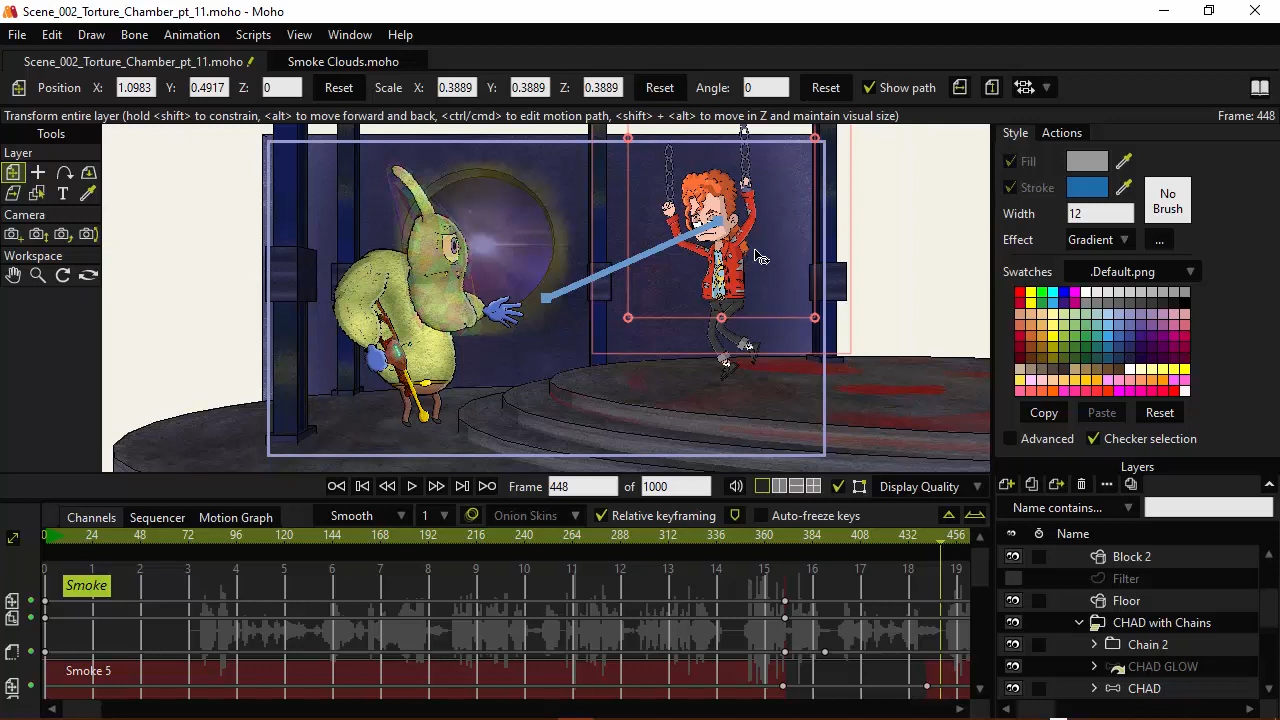 Scene_002_Torture_Chamber_pt_11.moho - Moho
File Edit Draw Bone Animation Scripts View Window Help
Scene_002_Torture_Chamber_pt_11.moho Smoke Clouds.moho
Position X: 1.0983 Y: 0.4917 Z: 0 Reset Scale X: 0.3889 Y: 0.3889 Z: 0.3889 Reset Angle: 0 Reset Show path
Transform entire layer (hold <shift> to constrain, <alt> to move forward and back, <ctrl/cmd> to edit motion path, <shift> + <alt> to move in Z and maintain visual size) Frame: 448
Tools
Layer
Camera
Workspace
Style Actions
Fill
Stroke
No Brush
Width 12
Effect Gradient ...
Swatches .Default.png
Copy Paste Reset
Advanced Checker selection
Layers
Name contains...
Name
Block 2
Filter
Floor
CHAD with Chains
Chain 2
CHAD GLOW
CHAD
Frame 448 of 1000 Display Quality
Channels Sequencer Motion Graph Smooth 1 Onion Skins Relative keyframing Auto-freeze keys
0 24 48 72 96 120 144 168 192 216 240 264 288 312 336 360 384 408 432 456
0 1 2 3 4 5 6 7 8 9 10 11 12 13 14 15 16 17 18 19
Smoke
Smoke 5